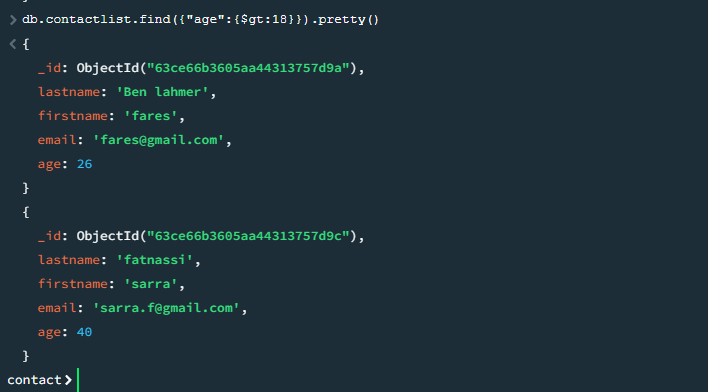 }
> db.contactlist.find({"age":{$gt:18}}).pretty()
< {
_id: ObjectId("63ce66b3605aa44313757d9a"),
lastname: 'Ben lahmer',
firstname: 'fares',
email: 'fares@gmail.com',
age: 26
}
{
_id: ObjectId("63ce66b3605aa44313757d9c"),
lastname: 'fatnassi',
firstname: 'sarra',
email: 'sarra.f@gmail.com',
age: 40
}
contact>